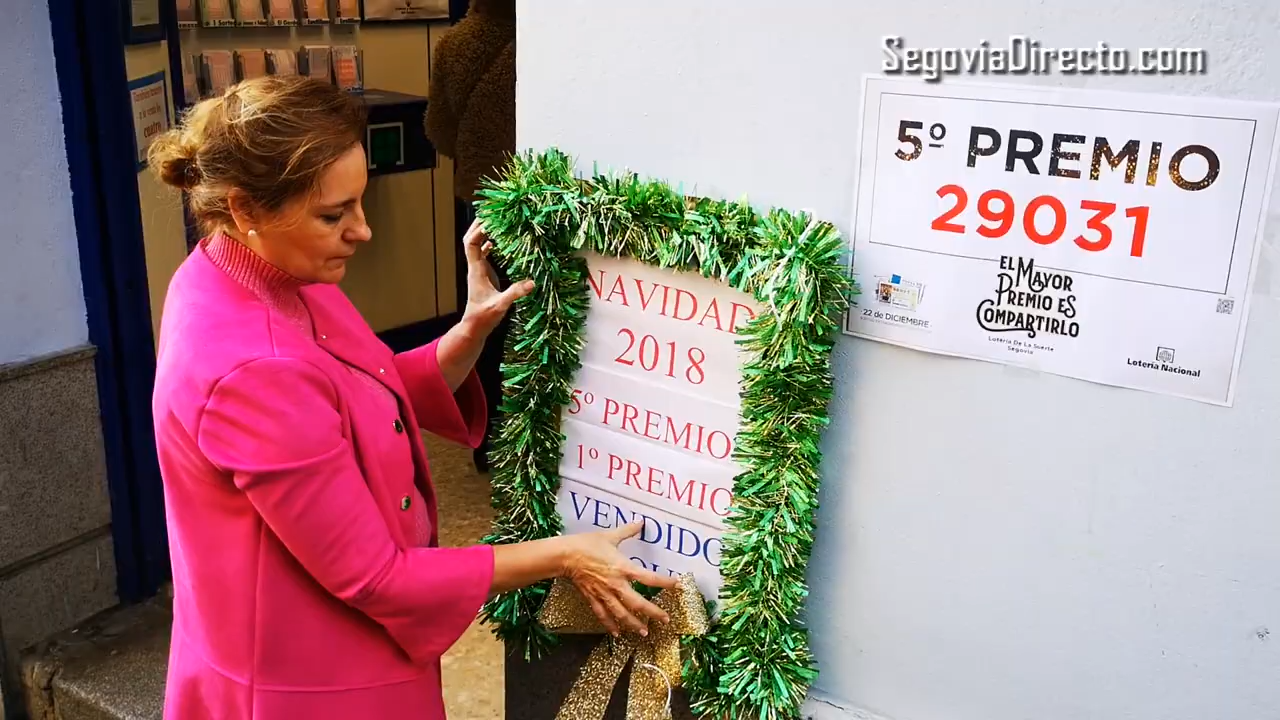 SegoviaDirecto.com
5º PREMIO
29031
EL MAYOR
PREMIO ES
COMPARTIRLO
Lotería De La Suerte
Segovia
22 de DICIEMBRE
Lotería Nacional
NAVIDAD
2018
5º PREMIO
1º PREMIO
VENDIDO
cuatro